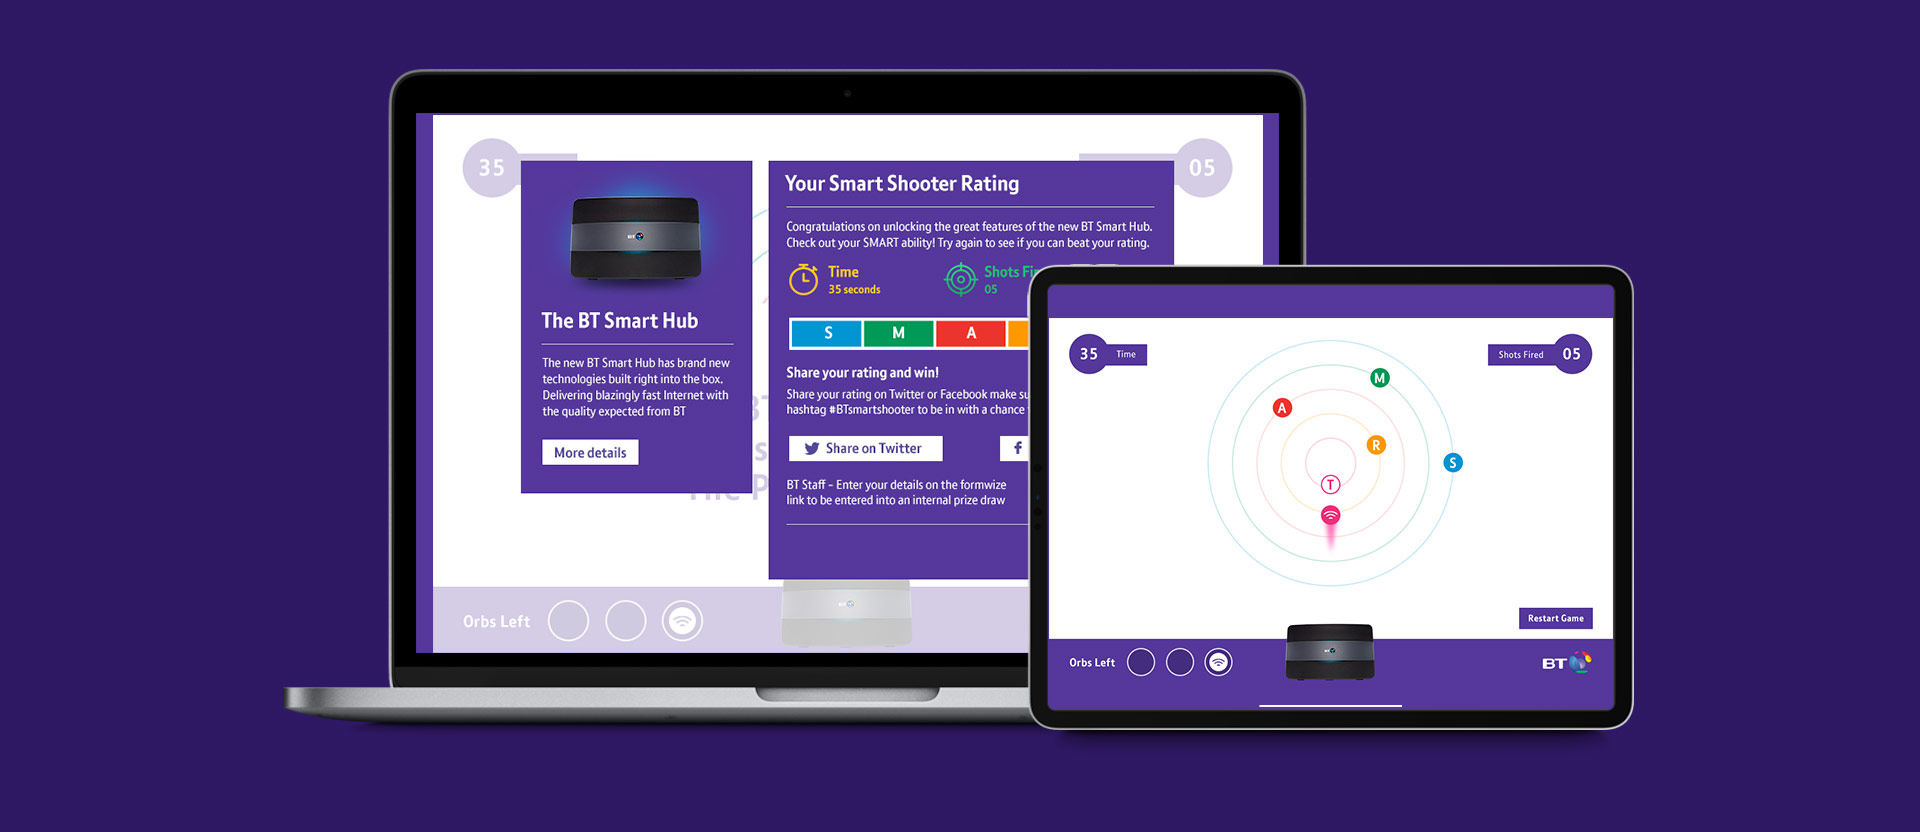 35
05
Your Smart Shooter Rating
Congratulations on unlocking the great features of the new BT Smart Hub.
Check out your SMART ability! Try again to see if you can beat your rating.
Time
35 seconds
Shots
05
S M A
Share your rating and win!
Share your rating on Twitter or Facebook make
hashtag #BTsmartshooter to be in with a chance
Share on Twitter
f
BT Staff - Enter your details on the formwize
link to be entered into an internal prize draw
BT
The BT Smart Hub
The new BT Smart Hub has brand new
technologies built right into the box.
Delivering blazingly fast Internet with
the quality expected from BT
More details
Orbs Left
BT
35 Time
Shots Fired 05
M
A
R
S
T
Restart Game
Orbs Left
BT
BT